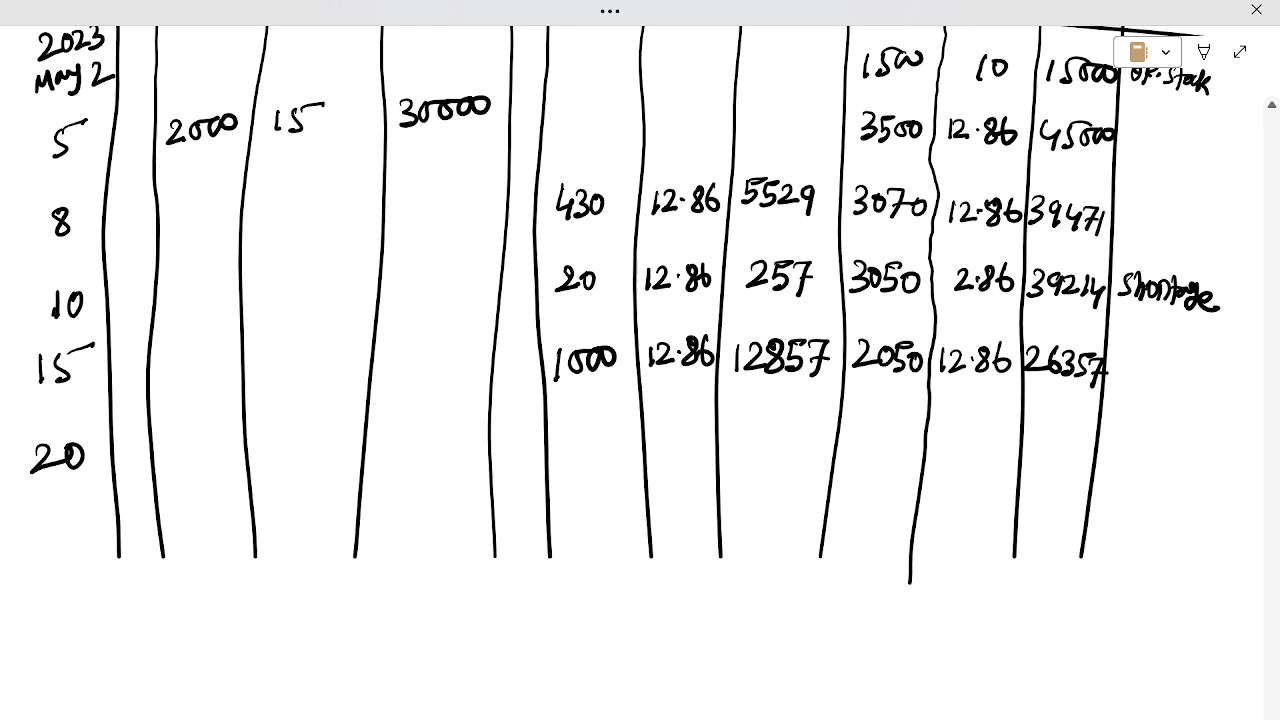 2023
May 2 1500 10 15000 op. stock
5 2000 15 30000 3500 12.86 45000
8 430 12.86 5529 3070 12.86 39471
10 20 12.86 257 3050 2.86 39214 Shortage
15 1000 12.86 12857 2050 12.86 26357
20